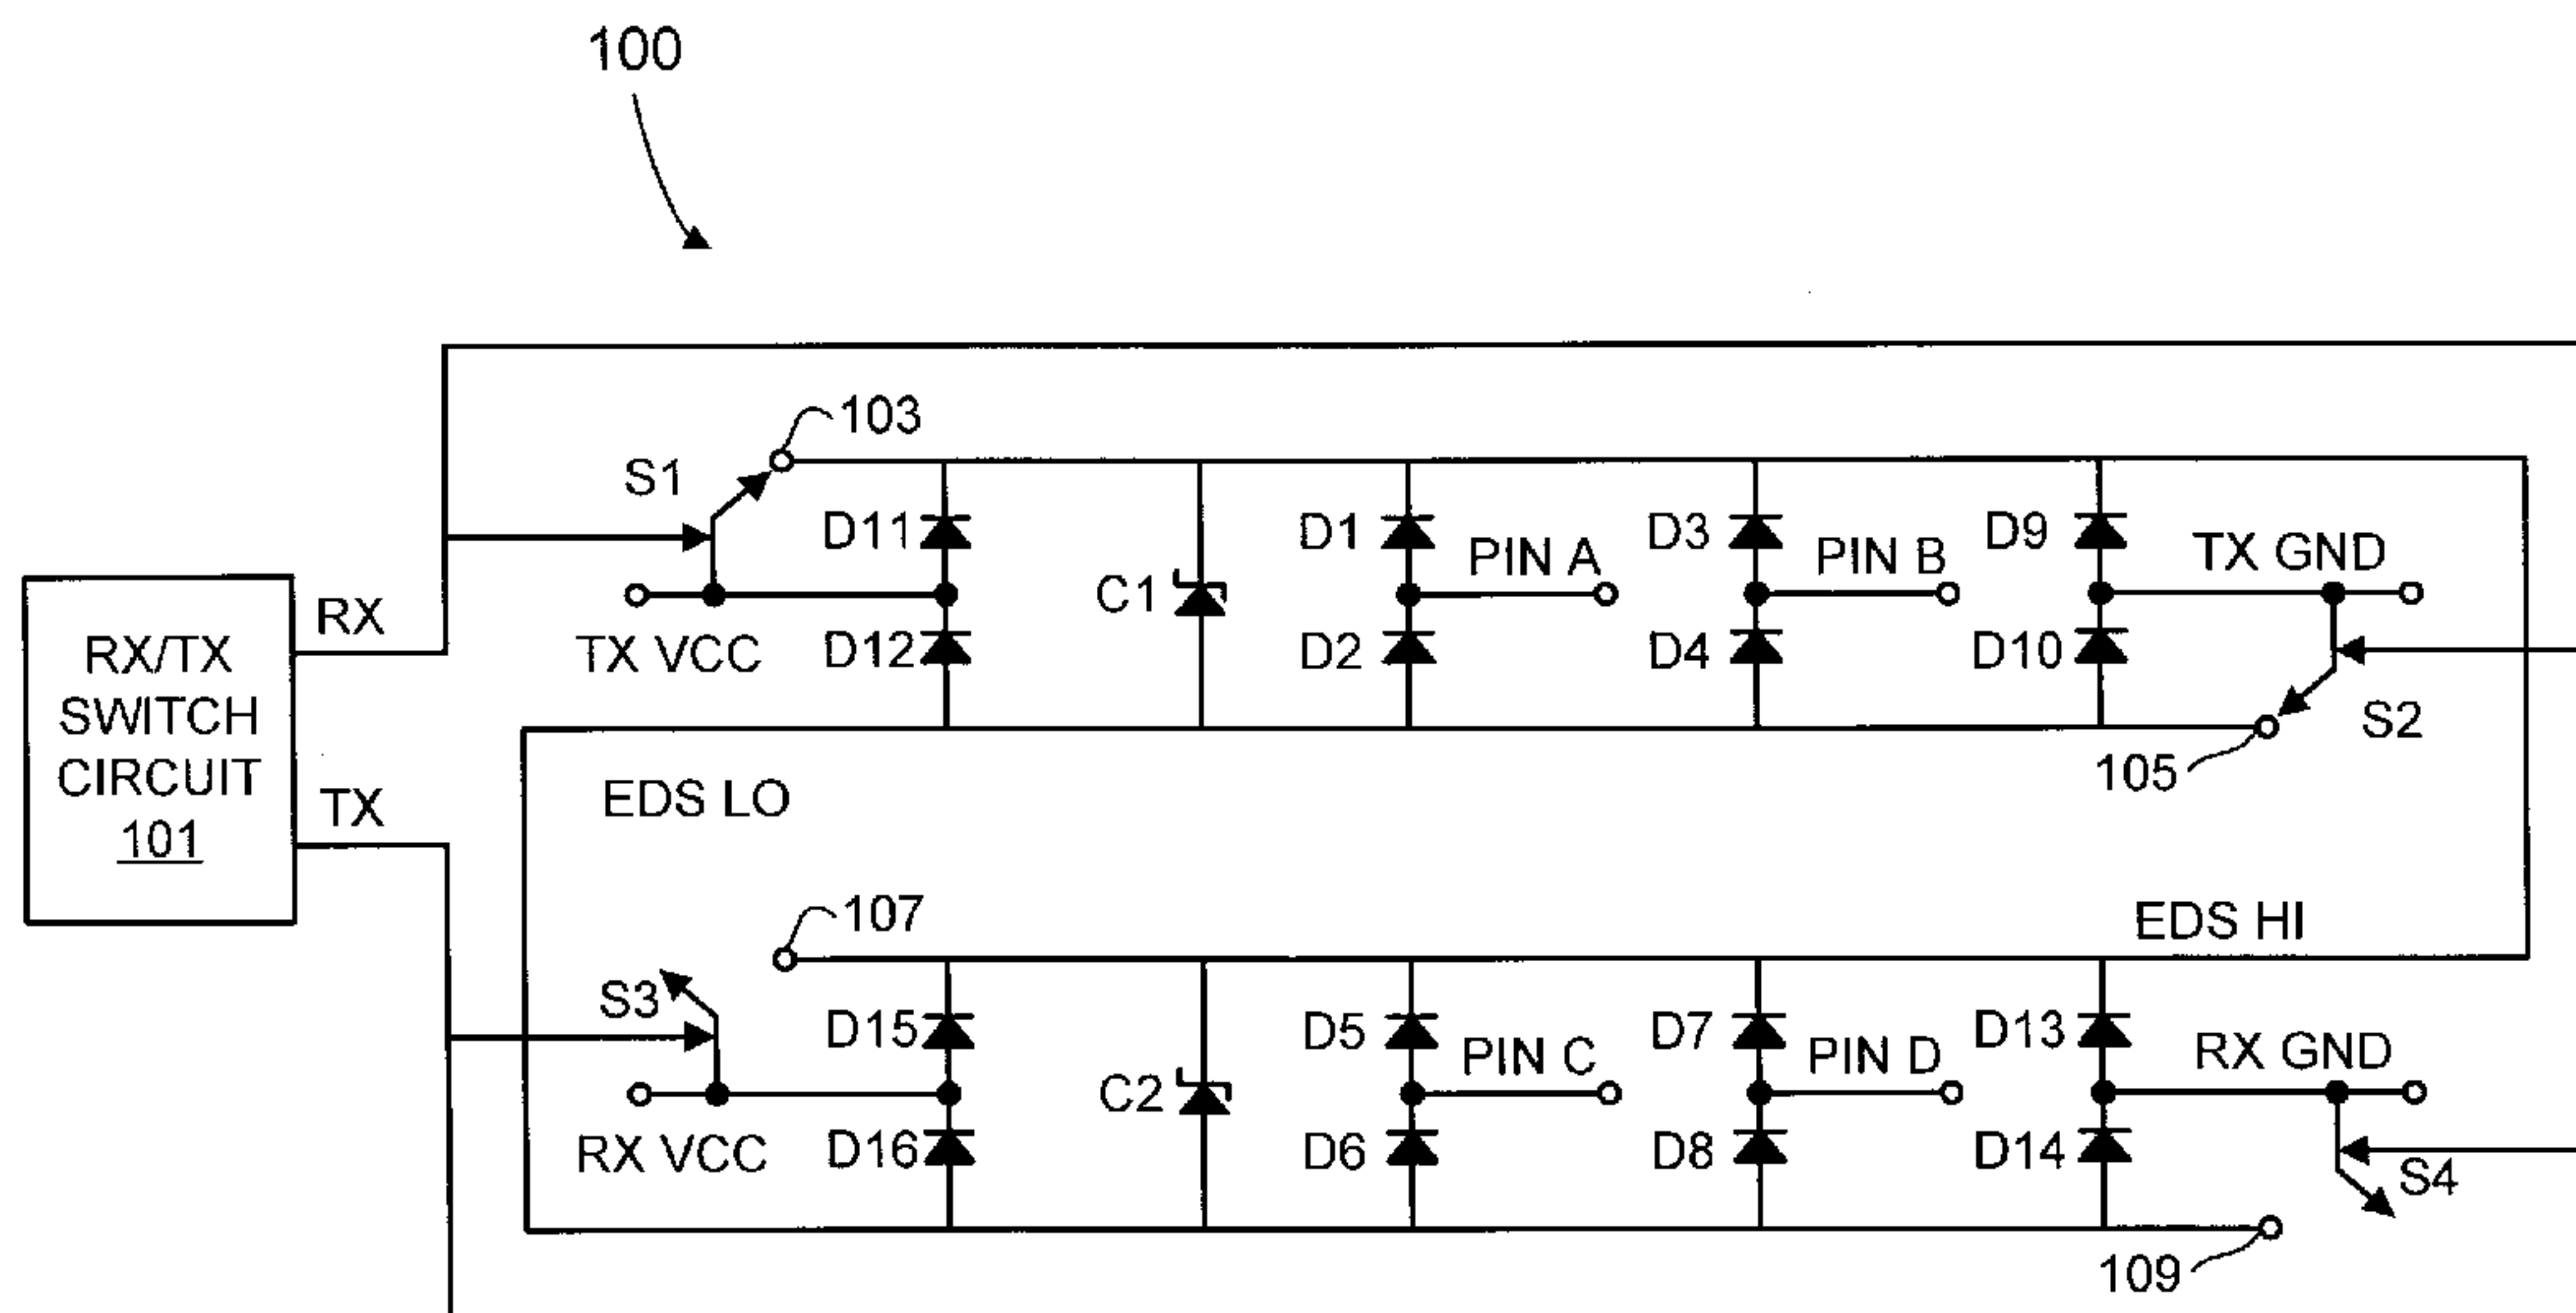 100
103
S1
D11
D1
PIN A
D3
PIN B
D9
TX GND
C1
RX
TX VCC
D12
D2
D4
D10
S2
RX/TX
SWITCH
CIRCUIT
101
105
TX
EDS LO
107
EDS HI
S3
D15
D5
PIN C
D7
PIN D
D13
RX GND
C2
RX VCC
D16
D6
D8
D14
S4
109